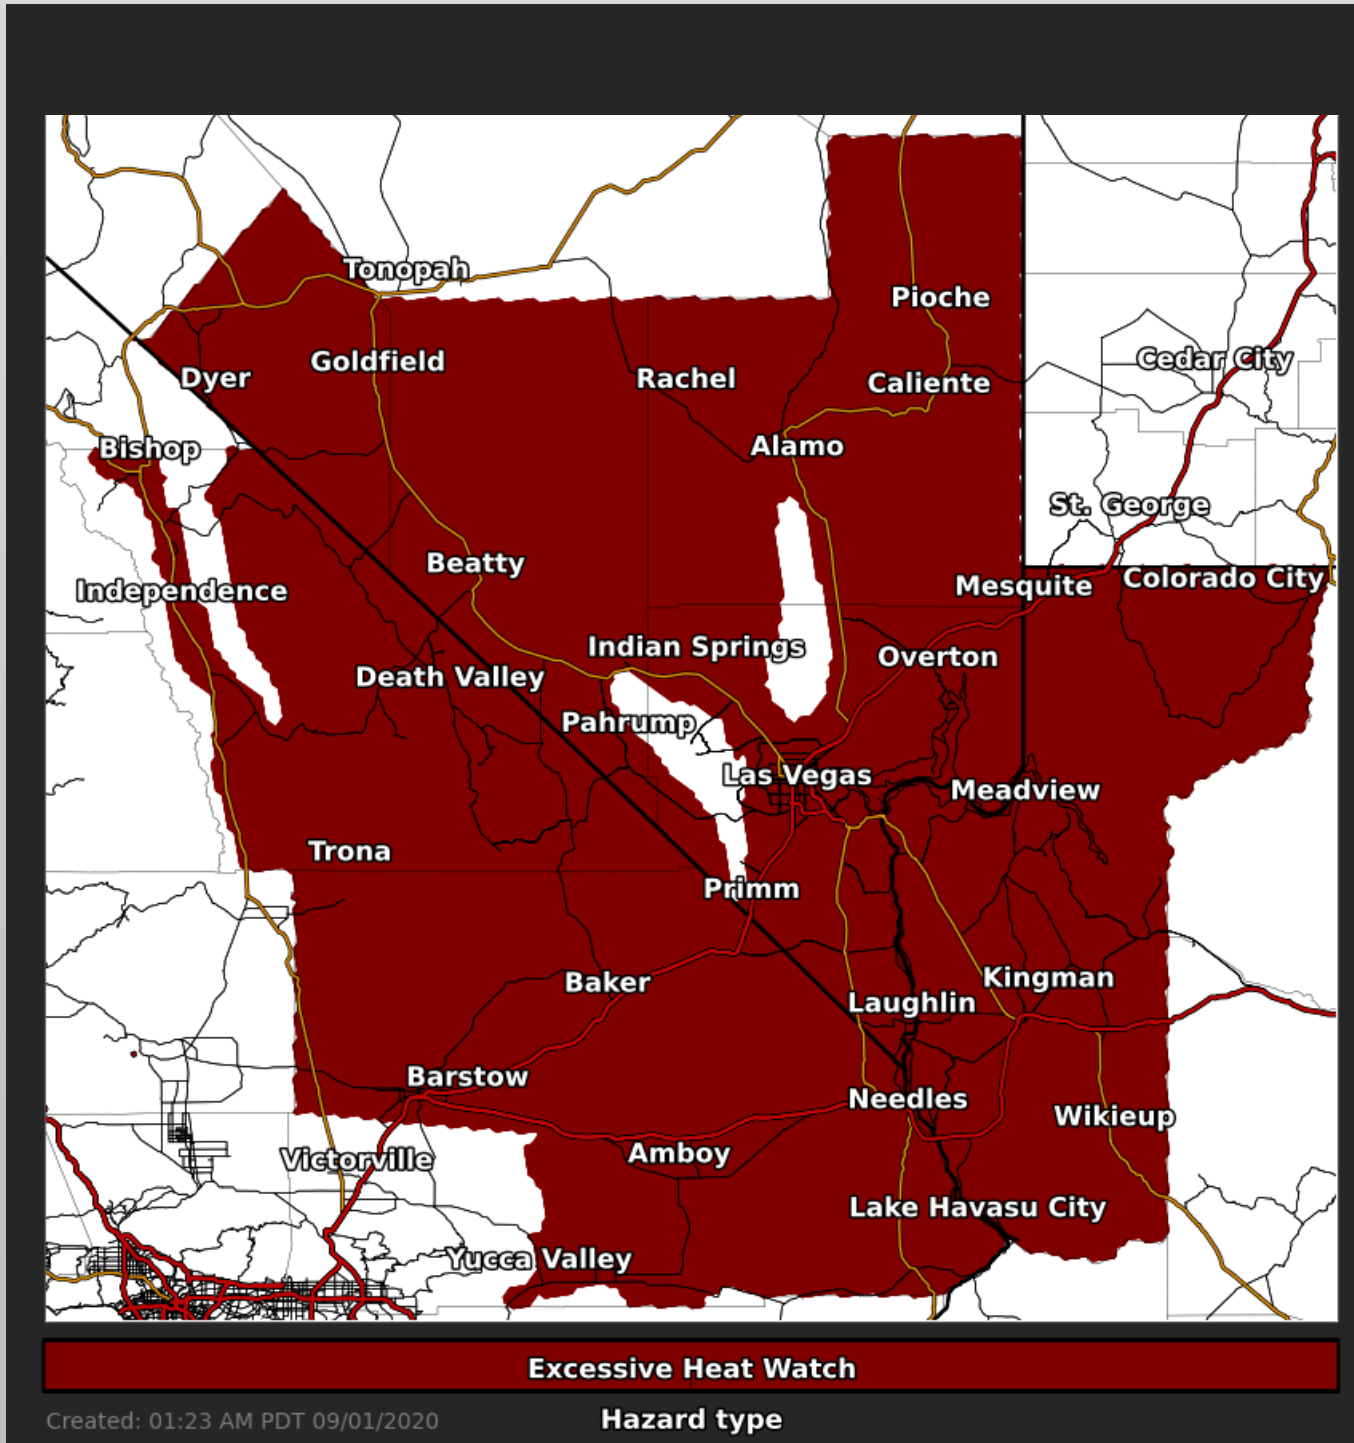 Tonopah
Pioche
Goldfield
Cedar City
Dyer
Rachel
Caliente
Bishop
Alamo
St. George
Beatty
Colorado City
Mesquite
Independence
Indian Springs
Overton
Death Valley
Pahrump
Las Vegas
Meadview
Trona
Primm
Kingman
Baker
Laughlin
Barstow
Needles
Wikieup
Amboy
Victorville
Lake Havasu City
Yucca Valley
Excessive Heat Watch
Created: 01:23 AM PDT 09/01/2020
Hazard type